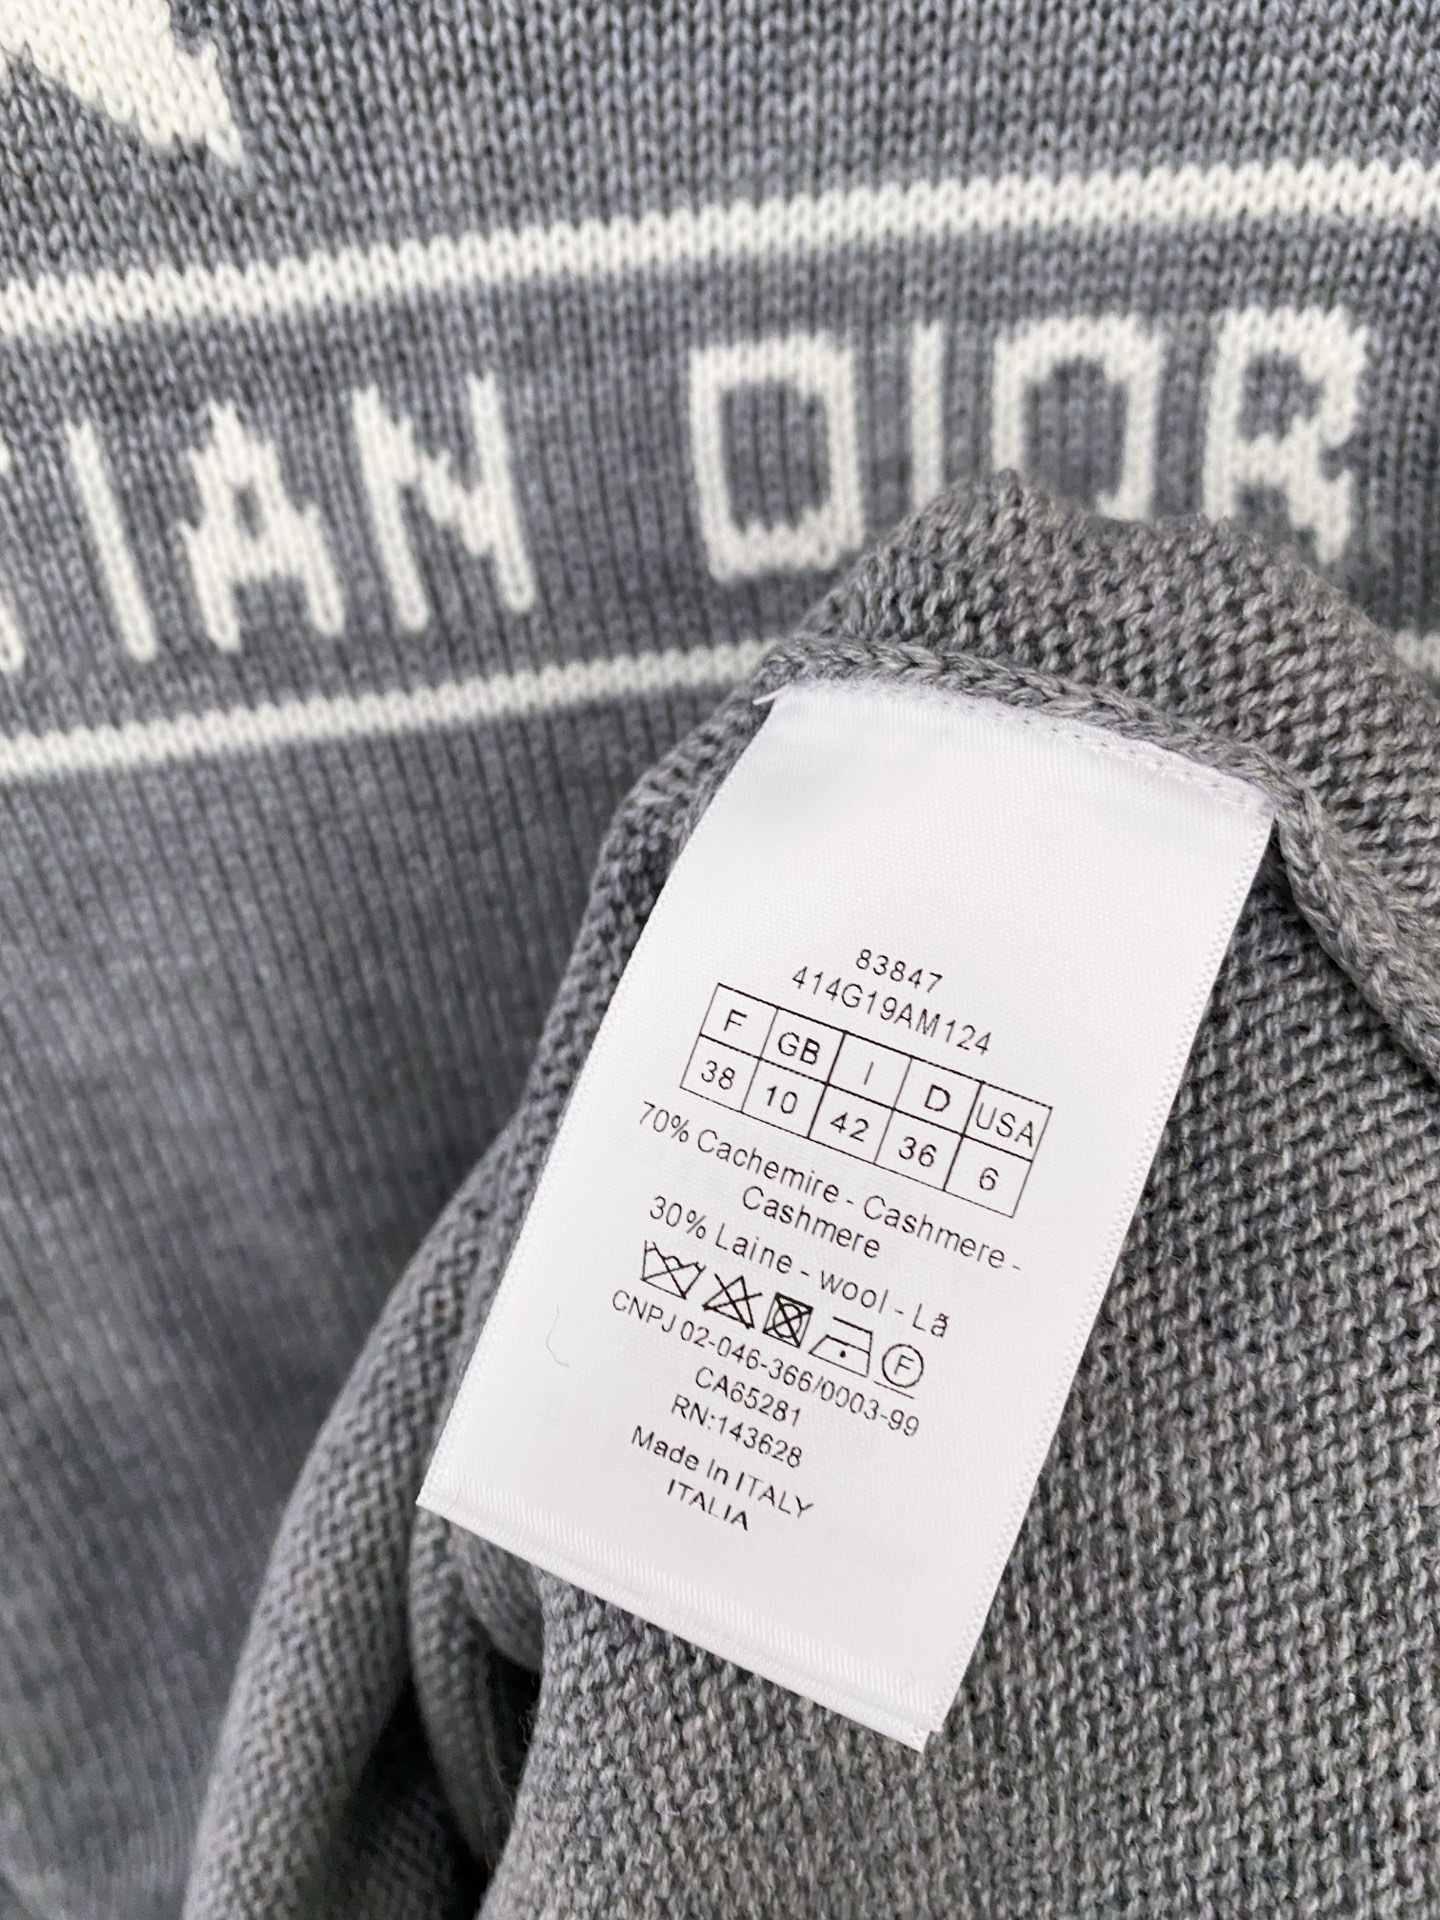 TIAN DIOR
83847
414G19AM124
F GB I D USA
38 10 42 36 6
70% Cachemire - Cashmere -
Cashmere
30% Laine - wool - Lã
F
CNPJ 02-046-366/0003-99
CA65281
RN:143628
Made In ITALY
ITALIA